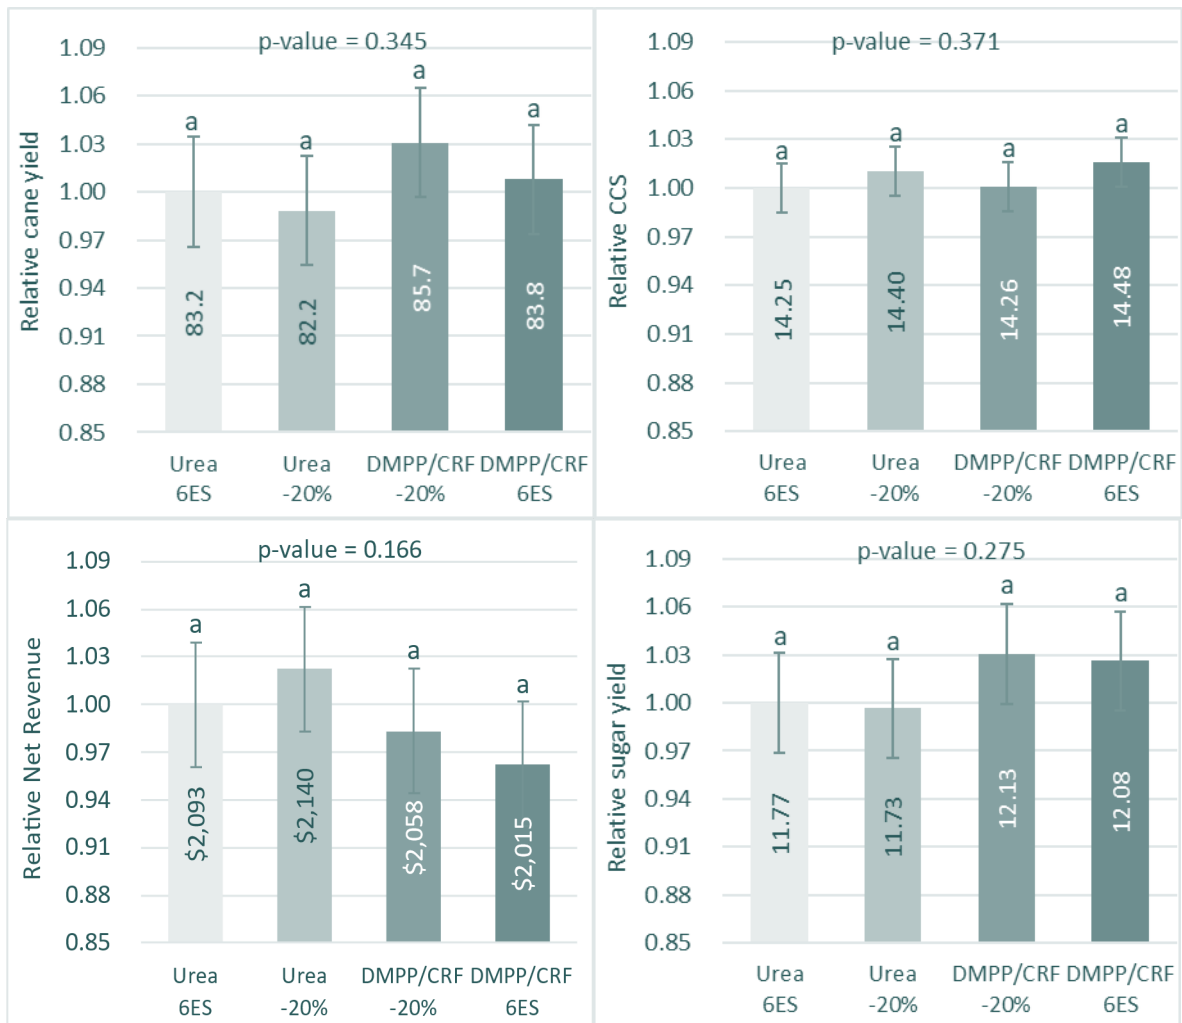 p-value = 0.345
Relative cane yield
1.09
1.06
1.03
1.00
0.97
0.94
0.91
0.88
0.85
a
a
a
a
83.2
82.2
85.7
83.8
Urea 6ES
Urea -20%
DMPP/CRF -20%
DMPP/CRF 6ES
p-value = 0.371
Relative CCS
1.09
1.06
1.03
1.00
0.97
0.94
0.91
0.88
0.85
a
a
a
a
14.25
14.40
14.26
14.48
Urea 6ES
Urea -20%
DMPP/CRF -20%
DMPP/CRF 6ES
p-value = 0.166
Relative Net Revenue
1.09
1.06
1.03
1.00
0.97
0.94
0.91
0.88
0.85
a
a
a
a
$2,093
$2,140
$2,058
$2,015
Urea 6ES
Urea -20%
DMPP/CRF -20%
DMPP/CRF 6ES
p-value = 0.275
Relative sugar yield
1.09
1.06
1.03
1.00
0.97
0.94
0.91
0.88
0.85
a
a
a
a
11.77
11.73
12.13
12.08
Urea 6ES
Urea -20%
DMPP/CRF -20%
DMPP/CRF 6ES